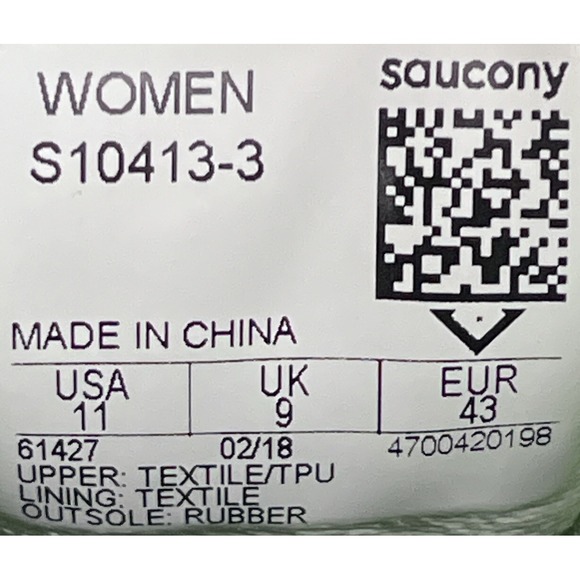 WOMEN
saucony
S10413-3
MADE IN CHINA
USA UK EUR
11 9 43
61427 02/18 4700420198
UPPER: TEXTILE/TPU
LINING: TEXTILE
OUTSOLE: RUBBER